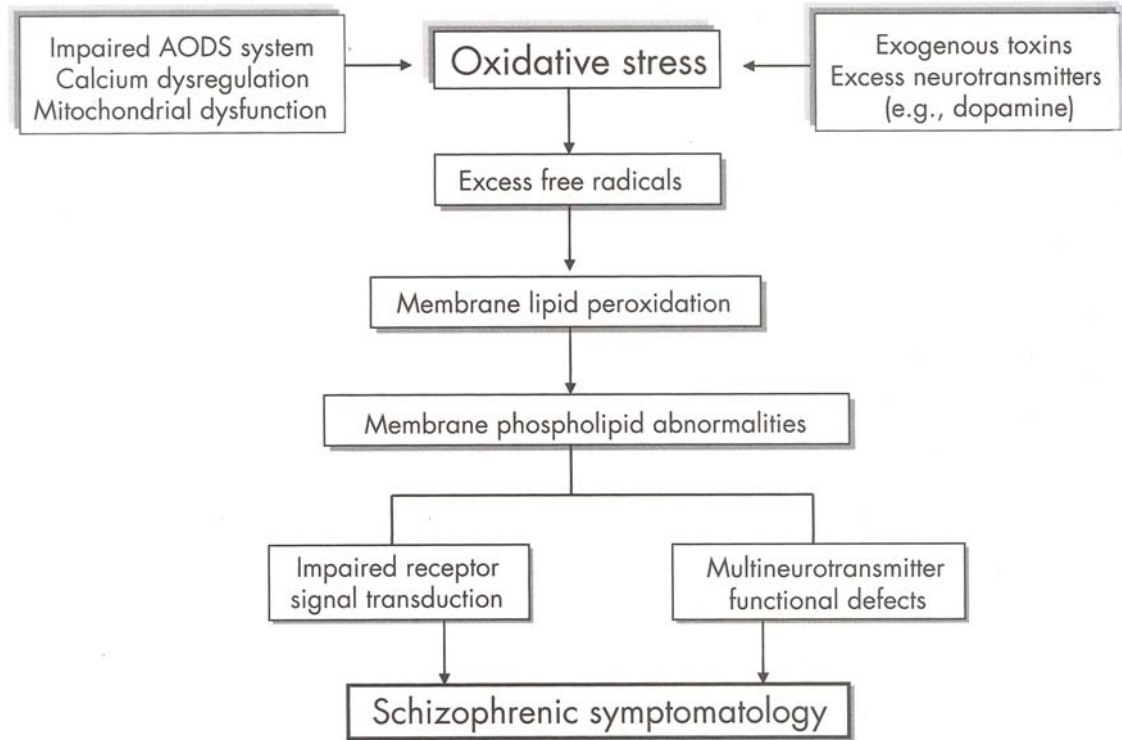 Impaired AODS system
Calcium dysregulation
Mitochondrial dysfunction
Oxidative stress
Exogenous toxins
Excess neurotransmitters
(e.g., dopamine)
Excess free radicals
Membrane lipid peroxidation
Membrane phospholipid abnormalities
Impaired receptor
signal transduction
Multineurotransmitter
functional defects
Schizophrenic symptomatology